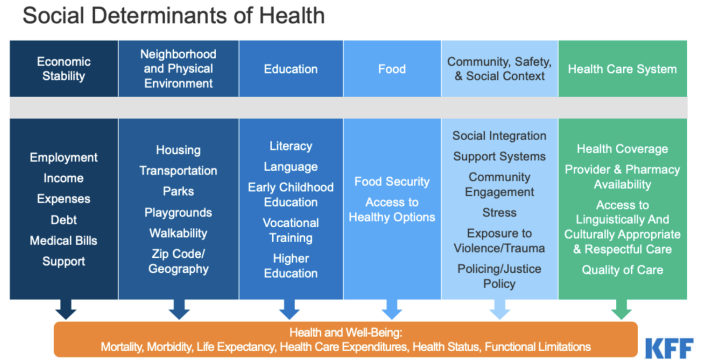 Social Determinants of Health
Economic
Stability
Neighborhood
and Physical
Environment
Education
Food
Community, Safety,
& Social Context
Health Care System
Employment
Income
Expenses
Debt
Medical Bills
Support
Housing
Transportation
Parks
Playgrounds
Walkability
Zip Code/
Geography
Literacy
Language
Early Childhood
Education
Vocational
Training
Higher
Education
Food Security
Access to
Healthy Options
Social Integration
Support Systems
Community
Engagement
Stress
Exposure to
Violence/Trauma
Policing/Justice
Policy
Health Coverage
Provider & Pharmacy
Availability
Access to
Linguistically And
Culturally Appropriate
& Respectful Care
Quality of Care
Health and Well-Being:
Mortality, Morbidity, Life Expectancy, Health Care Expenditures, Health Status, Functional Limitations
KFF